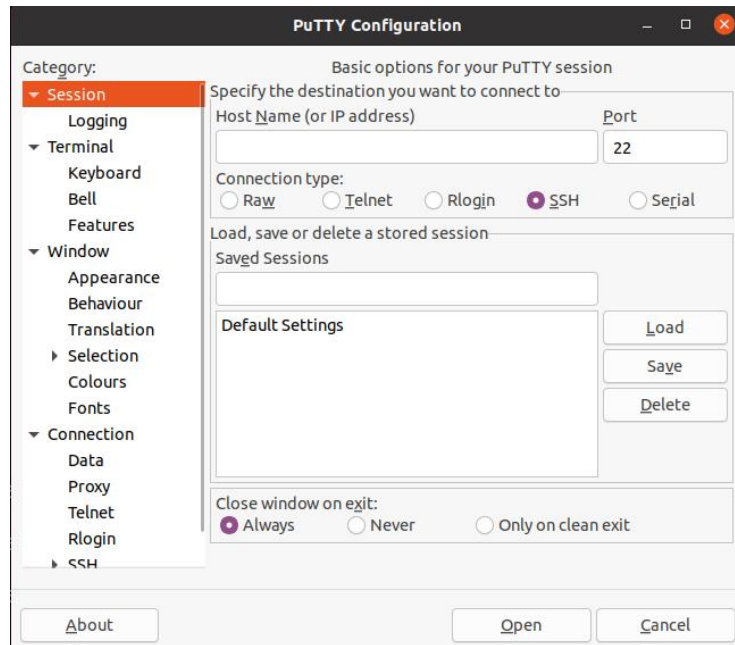 PuTTY Configuration
Category:
Session
Logging
Terminal
Keyboard
Bell
Features
Window
Appearance
Behaviour
Translation
Selection
Colours
Fonts
Connection
Data
Proxy
Telnet
Rlogin
SSH
Basic options for your PuTTY session
Specify the destination you want to connect to
Host Name (or IP address) Port
22
Connection type:
Raw Telnet Rlogin SSH Serial
Load, save or delete a stored session
Saved Sessions
Default Settings
Load
Save
Delete
Close window on exit:
Always Never Only on clean exit
About Open Cancel